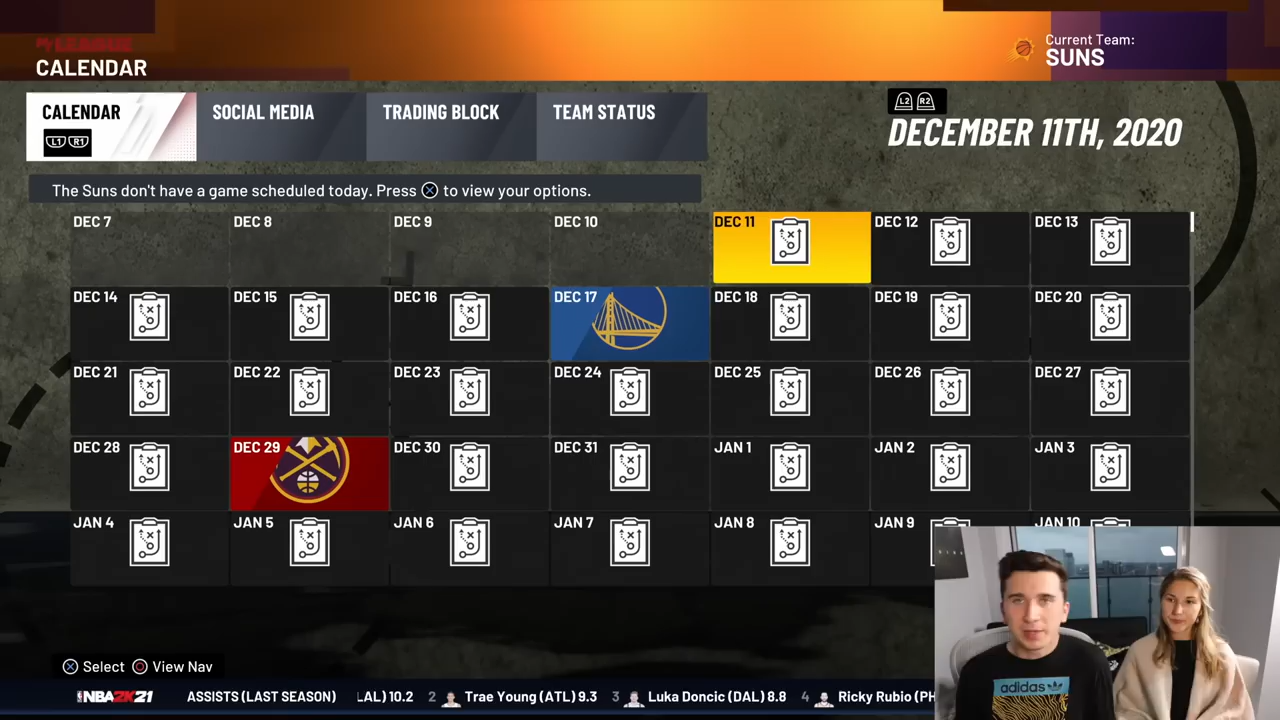 MyLEAGUE
CALENDAR
Current Team:
SUNS
CALENDAR
L1 R1
SOCIAL MEDIA
TRADING BLOCK
TEAM STATUS
L2 R2
DECEMBER 11TH, 2020
The Suns don't have a game scheduled today. Press to view your options.
DEC 7 DEC 8 DEC 9 DEC 10 DEC 11 DEC 12 DEC 13
DEC 14 DEC 15 DEC 16 DEC 17 DEC 18 DEC 19 DEC 20
DEC 21 DEC 22 DEC 23 DEC 24 DEC 25 DEC 26 DEC 27
DEC 28 DEC 29 DEC 30 DEC 31 JAN 1 JAN 2 JAN 3
JAN 4 JAN 5 JAN 6 JAN 7 JAN 8 JAN 9 JAN 10
Select View Nav
adidas
NBA2K21 ASSISTS (LAST SEASON) AL) 10.2 2 Trae Young (ATL) 9.3 3 Luka Doncic (DAL) 8.8 4 Ricky Rubio (PH